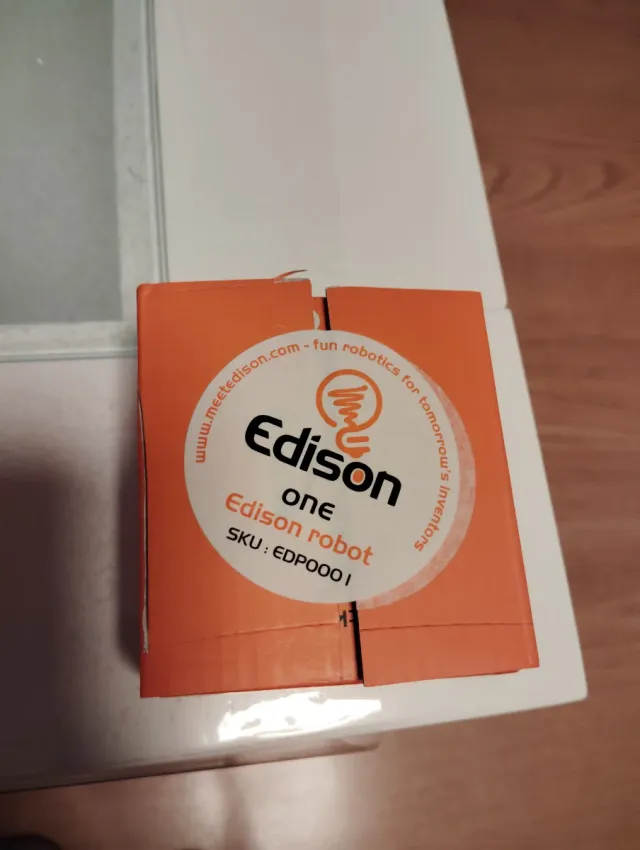 www.meetedison.com - fun robotics for tomorrow's inventors
Edison
ONE
Edison robot
SKU : EDP0001